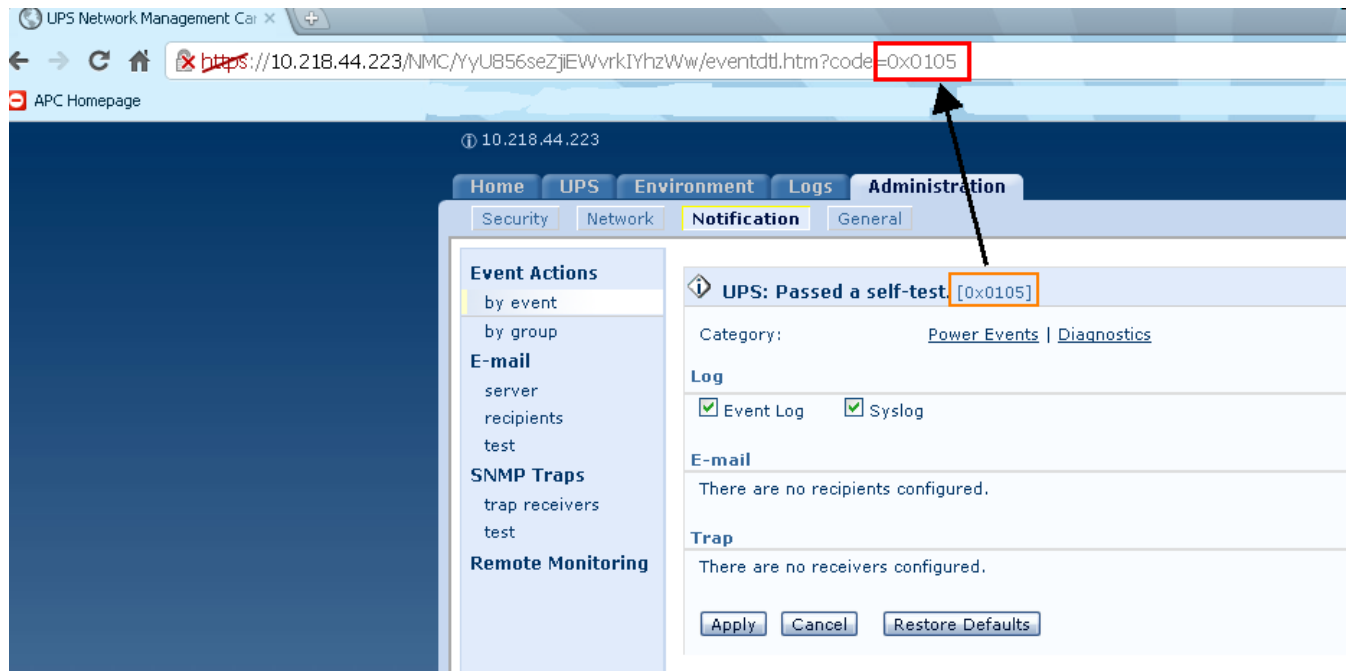 UPS Network Management Car
https://10.218.44.223/NMC/YyU856seZjiEWvrkIYhzWw/eventdtl.htm?code=0x0105
APC Homepage
10.218.44.223
Home UPS Environment Logs Administration
Security Network Notification General
Event Actions
by event
by group
E-mail
server
recipients
test
SNMP Traps
trap receivers
test
Remote Monitoring
UPS: Passed a self-test. [0x0105]
Category: Power Events | Diagnostics
Log
Event Log Syslog
E-mail
There are no recipients configured.
Trap
There are no receivers configured.
Apply Cancel Restore Defaults